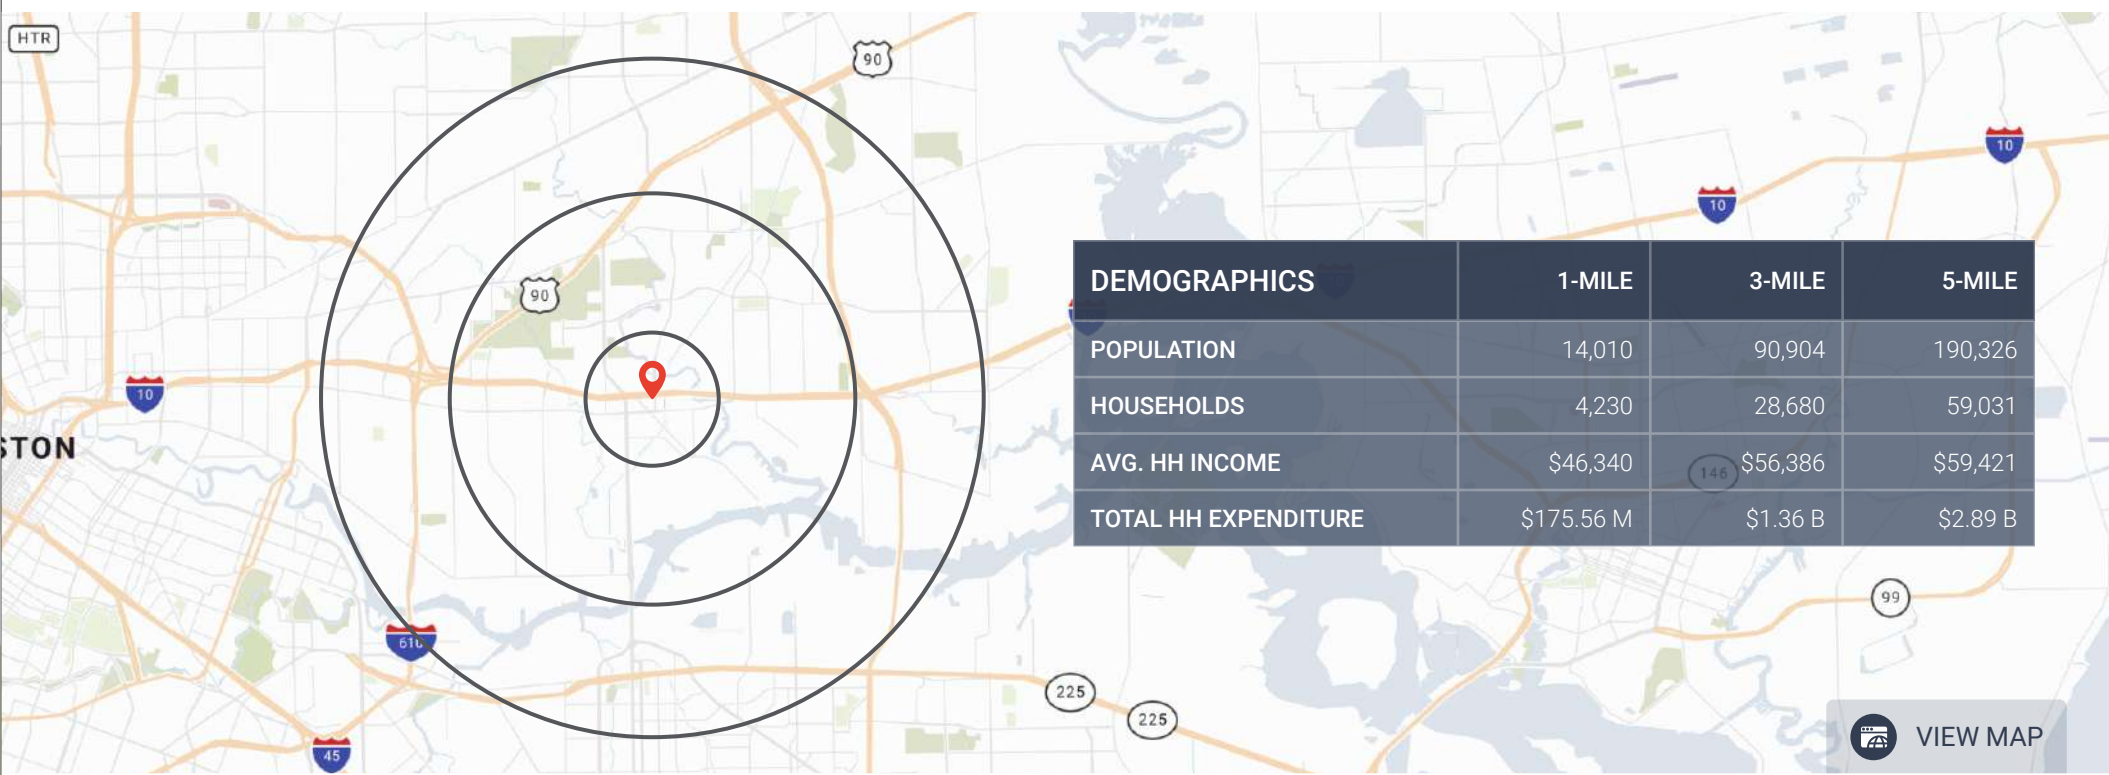 HTR
90
10
10
90
DEMOGRAPHICS 1-MILE 3-MILE 5-MILE
POPULATION 14,010 90,904 190,326
HOUSEHOLDS 4,230 28,680 59,031
AVG. HH INCOME $46,340 $56,386 $59,421
TOTAL HH EXPENDITURE $175.56 M $1.36 B $2.89 B
10
STON
146
99
610
225
225
45
VIEW MAP